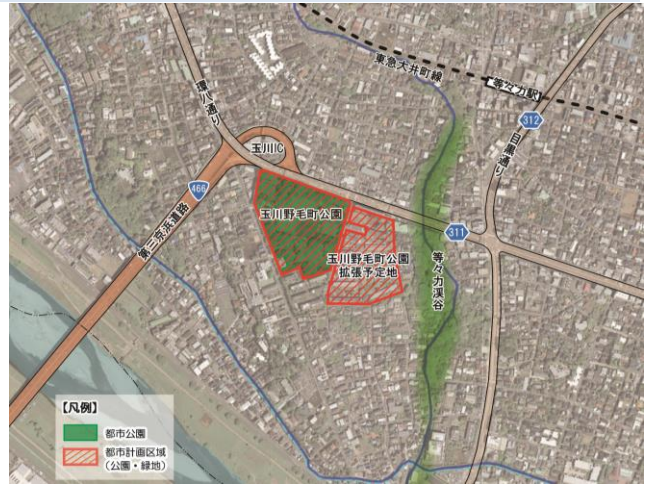 東急大井町線
等々力駅
環八通り
312
目黒通り
玉川IC
466
第三京浜道路
玉川野毛町公園
311
玉川野毛町公園
拡張予定地
等々力渓谷
【凡例】
都市公園
都市計画区域
(公園・緑地)